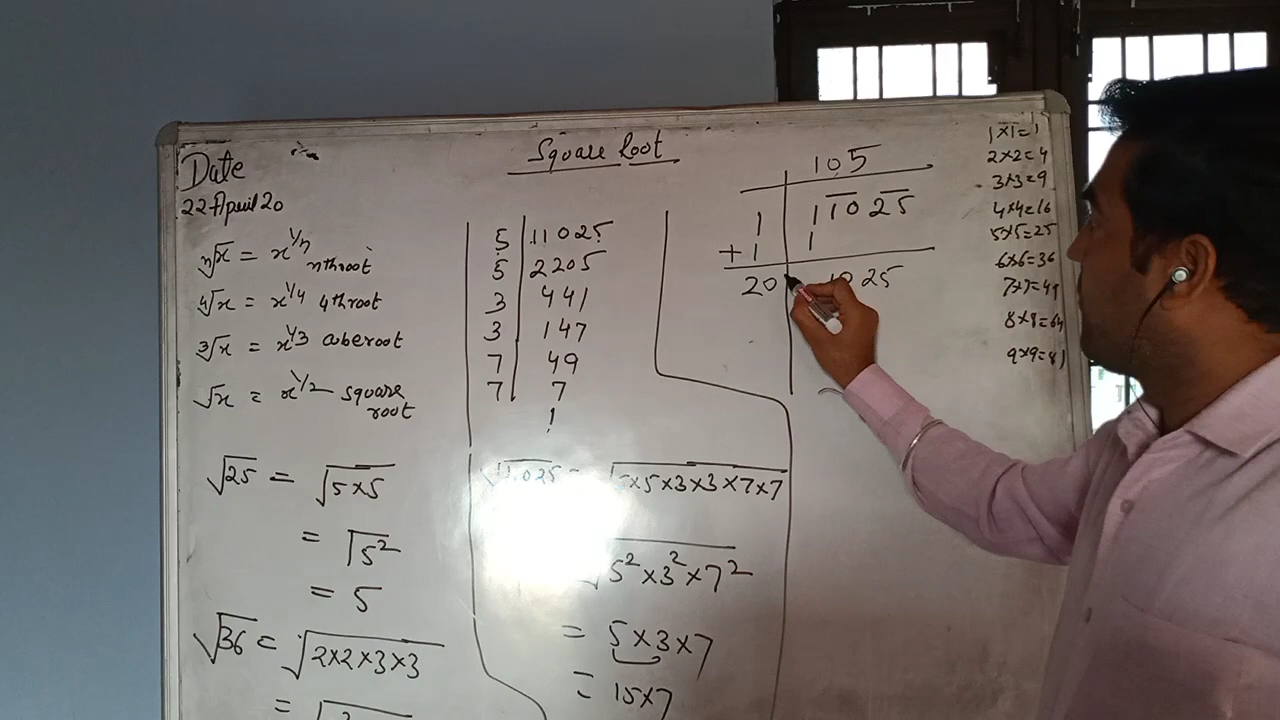 Square Root
Date
22 April 20
ⁿ√x = x^1/n nth root
⁴√x = x^1/4 4th root
³√x = x^1/3 cube root
√x = x^1/2 square root
√25 = √5×5
= √5²
= 5
√36 = √2×2×3×3
=
5 | 11025
5 | 2205
3 | 441
3 | 147
7 | 49
7 | 7
1
√11025 = √5×5×3×3×7×7
√5²×3²×7²
= 5×3×7
= 15×7
105
1 | 1 10 25
+1 | 1
20 | 10 25
1×1=1
2×2=4
3×3=9
4×4=16
5×5=25
6×6=36
7×7=49
8×8=64
9×9=81